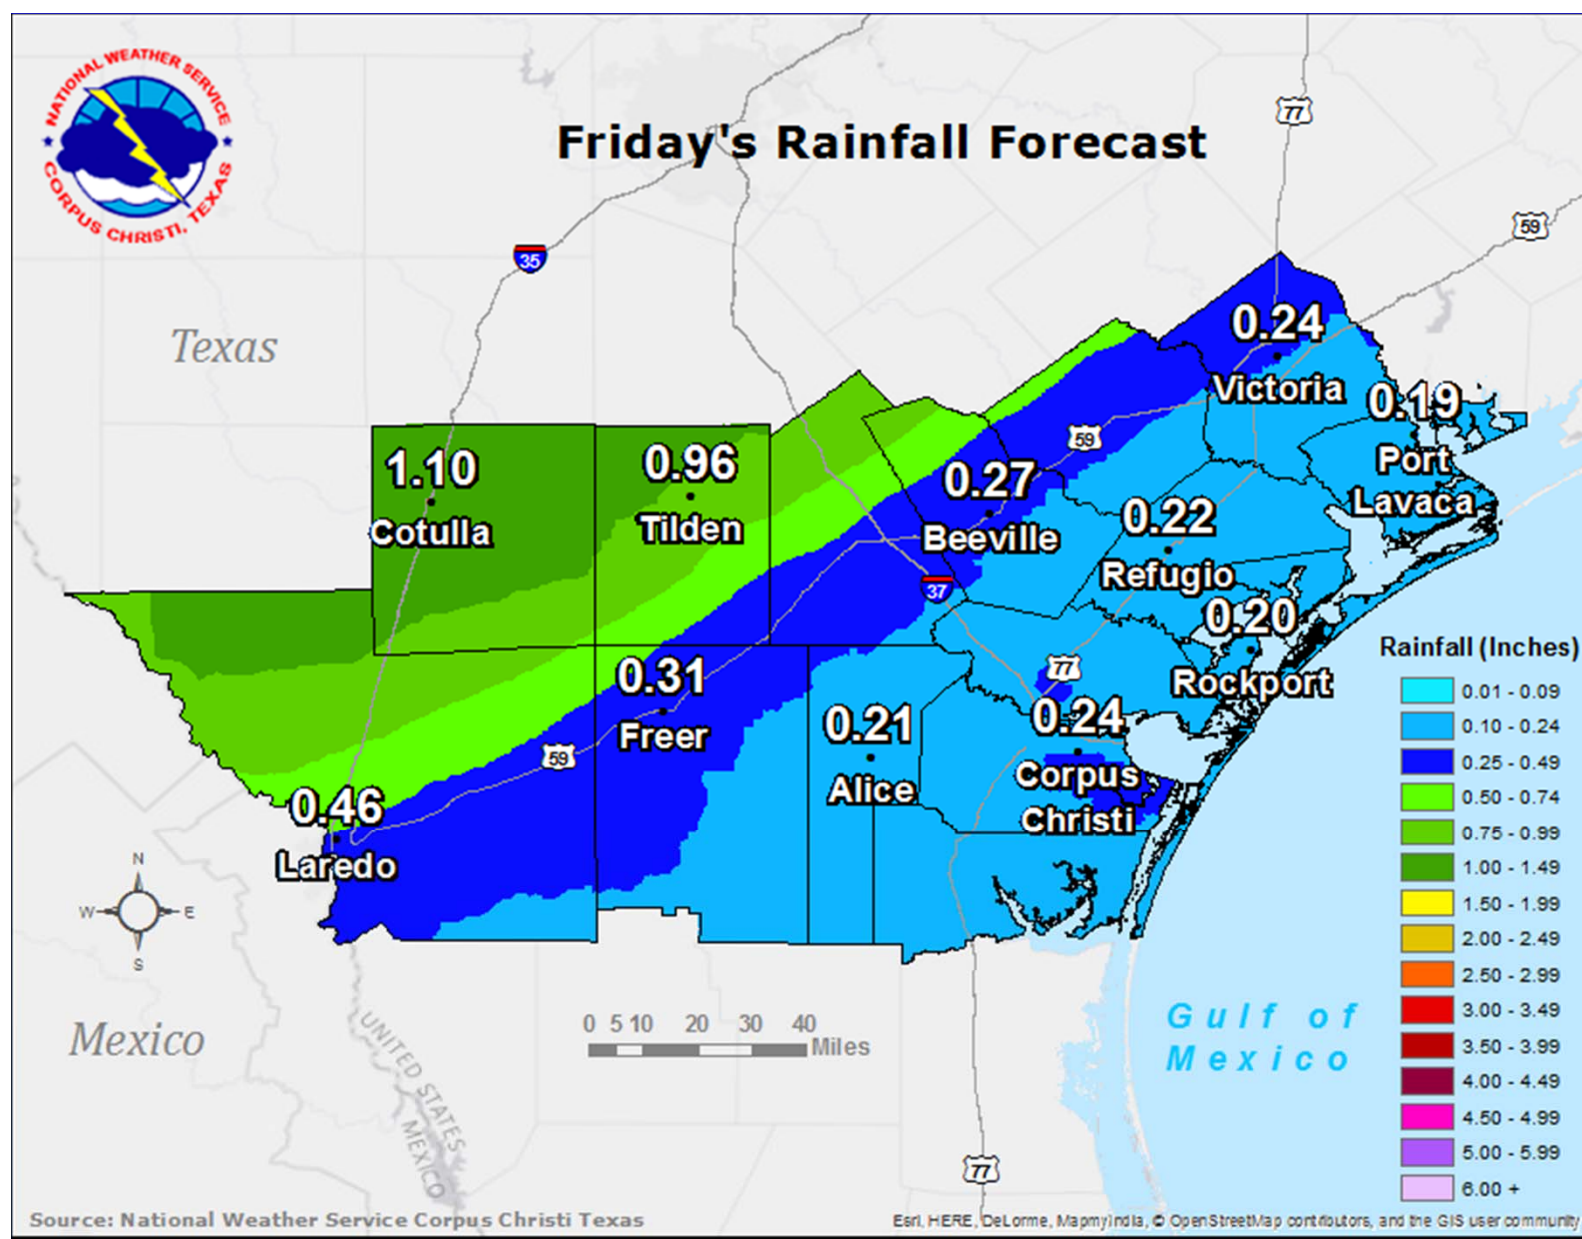 NATIONAL WEATHER SERVICE
CORPUS CHRISTI, TEXAS
Friday's Rainfall Forecast
77
59
35
Texas
0.24
Victoria
0.19
Port
Lavaca
59
1.10
Cotulla
0.96
Tilden
0.27
Beeville
0.22
Refugio
37
0.20
Rockport
77
0.31
Freer
0.21
Alice
0.24
Corpus
Christi
59
0.46
Laredo
Rainfall (Inches)
0.01 - 0.09
0.10 - 0.24
0.25 - 0.49
0.50 - 0.74
0.75 - 0.99
1.00 - 1.49
1.50 - 1.99
2.00 - 2.49
2.50 - 2.99
3.00 - 3.49
3.50 - 3.99
4.00 - 4.49
4.50 - 4.99
5.00 - 5.99
6.00 +
N
W E
S
Mexico
UNITED STATES
MEXICO
0 5 10 20 30 40
Miles
Gulf of
Mexico
77
Source: National Weather Service Corpus Christi Texas
Esri, HERE, DeLorme, MapmyIndia, © OpenStreetMap contributors, and the GIS user community